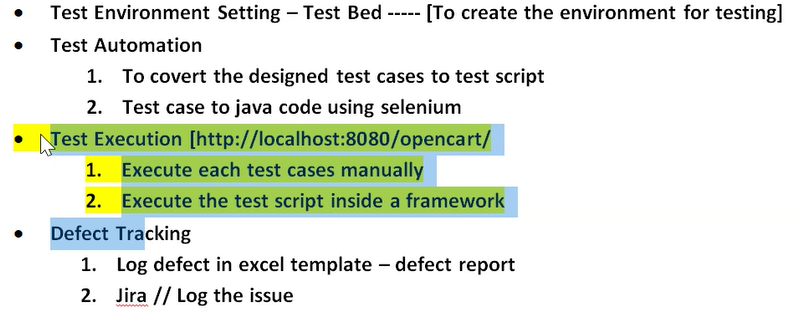 • Test Environment Setting – Test Bed ----- [To create the environment for testing]
• Test Automation
1. To covert the designed test cases to test script
2. Test case to java code using selenium
• Test Execution [http://localhost:8080/opencart/
1. Execute each test cases manually
2. Execute the test script inside a framework
• Defect Tracking
1. Log defect in excel template – defect report
2. Jira // Log the issue